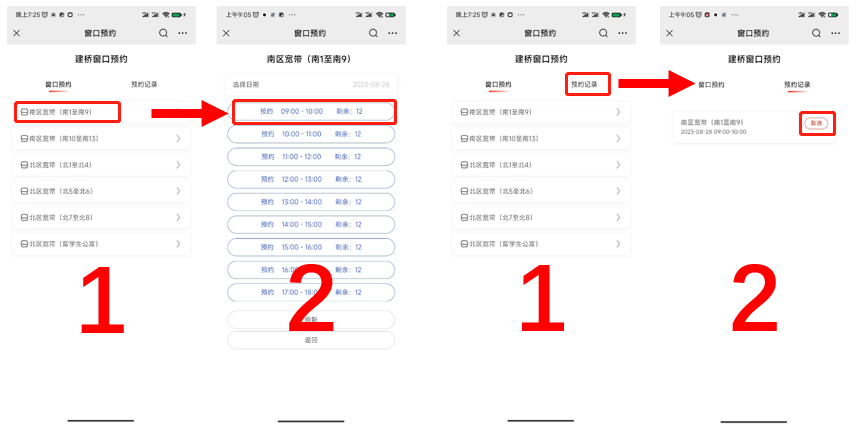 晚上7:25
窗口预约
建桥窗口预约
窗口预约 预约记录
南区宽带（南1至南9）
南区宽带（南10至南13）
北区宽带（北1至北4）
北区宽带（北5至北6）
北区宽带（北7至北8）
北区宽带（留学生公寓）
1
上午9:05
窗口预约
南区宽带（南1至南9）
选择日期 2023-08-28
预约 09:00 - 10:00 剩余：12
预约 10:00 - 11:00 剩余：12
预约 11:00 - 12:00 剩余：12
预约 12:00 - 13:00 剩余：12
预约 13:00 - 14:00 剩余：12
预约 14:00 - 15:00 剩余：12
预约 15:00 - 16:00 剩余：12
预约 16:00 剩余：12
预约 17:00 - 18:00 剩余：12
返回
2
晚上7:25
窗口预约
建桥窗口预约
窗口预约 预约记录
南区宽带（南1至南9）
南区宽带（南10至南13）
北区宽带（北1至北4）
北区宽带（北5至北6）
北区宽带（北7至北8）
北区宽带（留学生公寓）
1
上午9:05
窗口预约
建桥窗口预约
窗口预约 预约记录
南区宽带（南1至南9）
2023-08-28 09:00-10:00
取消
2